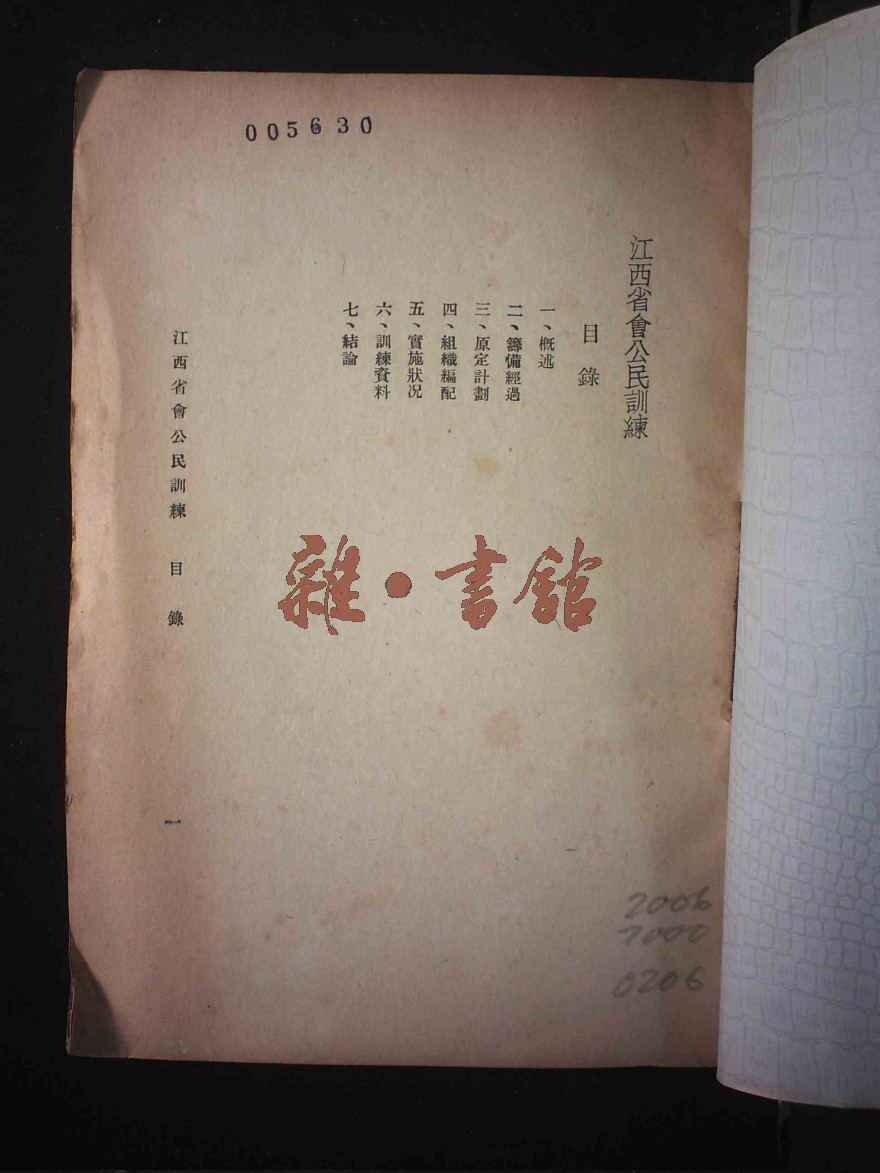 005630
江西省會公民訓練
目錄
一、概述
二、籌備經過
三、原定計劃
四、組織編配
五、實施狀况
六、訓練資料
七、結論
江西省會公民訓練 目錄 一
雜·書館
2006
7000
0206